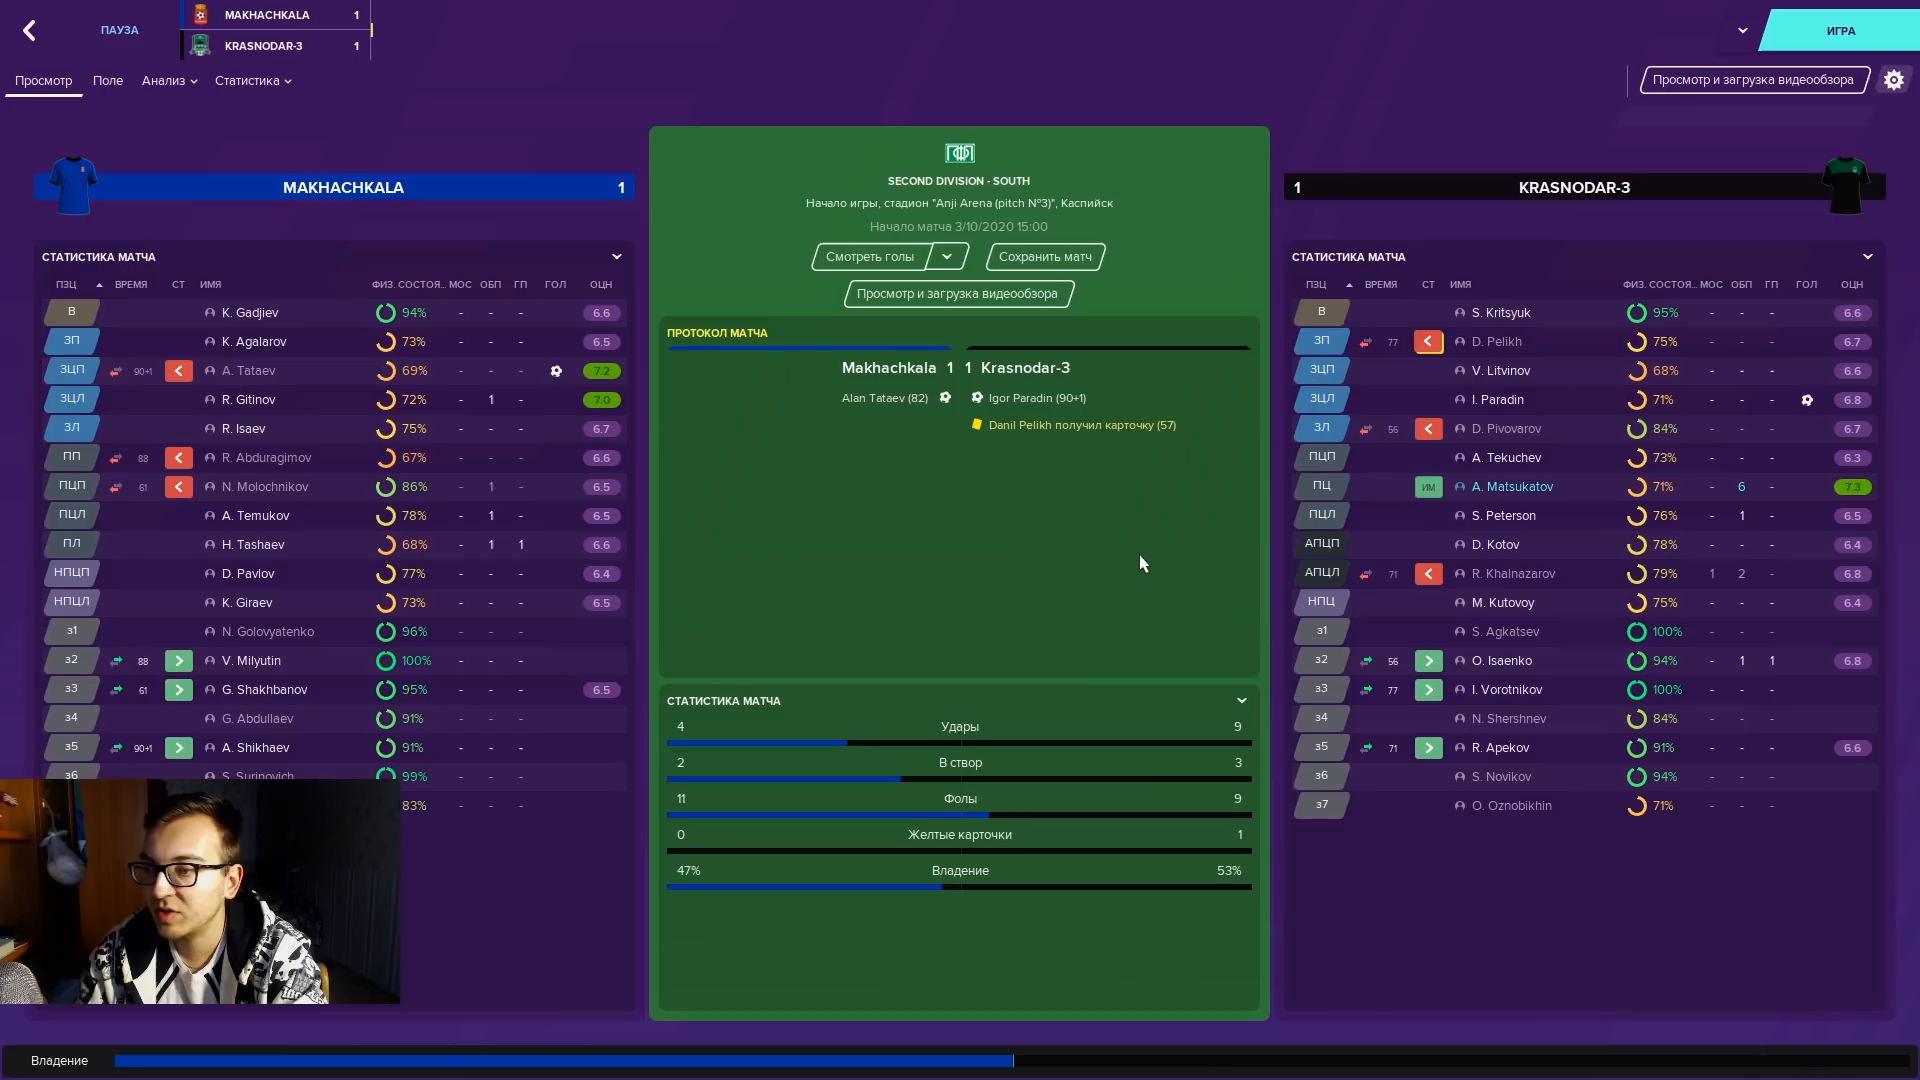 ПАУЗА
MAKHACHKALA 1
KRASNODAR-3 1
ИГРА
Просмотр Поле Анализ Статистика
Просмотр и загрузка видеообзора
MAKHACHKALA 1
СТАТИСТИКА МАТЧА
ПЗЦ ВРЕМЯ СТ ИМЯ ФИЗ. СОСТОЯ... МОС ОБП ГП ГОЛ ОЦН
В K. Gadjiev 94% - - - 6.6
ЗП K. Agalarov 73% - - - 6.5
ЗЦП 90+1 A. Tataev 69% - - - 7.2
ЗЦЛ R. Gitinov 72% - 1 - 7.0
ЗЛ R. Isaev 75% - - - 6.7
ПП 88 R. Abduragimov 67% - - - 6.6
ПЦП 61 N. Molochnikov 86% - 1 - 6.5
ПЦЛ A. Temukov 78% - 1 - 6.5
ПЛ H. Tashaev 68% - 1 1 6.6
НПЦП D. Pavlov 77% - - - 6.4
НПЦЛ K. Giraev 73% - - - 6.5
з1 N. Golovyatenko 96% - - -
з2 88 V. Milyutin 100% - - -
з3 61 G. Shakhbanov 95% - - - 6.5
з4 G. Abdullaev 91% - - -
з5 90+1 A. Shikhaev 91% - - -
з6 S. Surinovich 99% - - -
83% - - -
SECOND DIVISION - SOUTH
Начало игры, стадион "Anji Arena (pitch №3)", Каспийск
Начало матча 3/10/2020 15:00
Смотреть голы Сохранить матч
Просмотр и загрузка видеообзора
ПРОТОКОЛ МАТЧА
Makhachkala 1 1 Krasnodar-3
Alan Tataev (82) Igor Paradin (90+1)
Danil Pelikh получил карточку (57)
СТАТИСТИКА МАТЧА
4 Удары 9
2 В створ 3
11 Фолы 9
0 Желтые карточки 1
47% Владение 53%
1 KRASNODAR-3
СТАТИСТИКА МАТЧА
ПЗЦ ВРЕМЯ СТ ИМЯ ФИЗ. СОСТОЯ... МОС ОБП ГП ГОЛ ОЦН
В S. Kritsyuk 95% - - - 6.6
ЗП 77 D. Pelikh 75% - - - 6.7
ЗЦП V. Litvinov 68% - - - 6.6
ЗЦЛ I. Paradin 71% - - - 6.8
ЗЛ 56 D. Pivovarov 84% - - - 6.7
ПЦП A. Tekuchev 73% - - - 6.3
ПЦ ИМ A. Matsukatov 71% - 6 - 7.3
ПЦЛ S. Peterson 76% - 1 - 6.5
АПЦП D. Kotov 78% - - - 6.4
АПЦЛ 71 R. Khalnazarov 79% 1 2 - 6.8
НПЦ M. Kutovoy 75% - - - 6.4
з1 S. Agkatsev 100% - - -
з2 56 O. Isaenko 94% - 1 1 6.8
з3 77 I. Vorotnikov 100% - - -
з4 N. Shershnev 84% - - -
з5 71 R. Apekov 91% - - - 6.6
з6 S. Novikov 94% - - -
з7 O. Oznobikhin 71% - - -
Владение